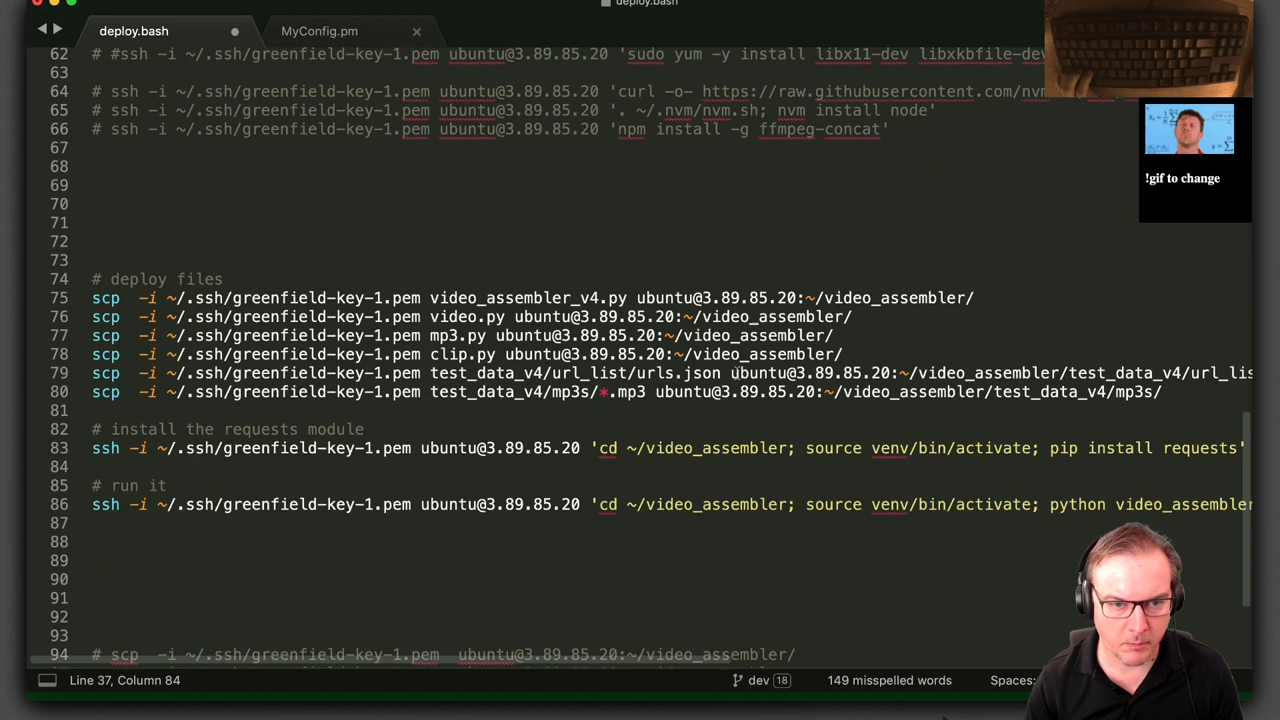 deploy.bash
deploy.bash
MyConfig.pm
62 # #ssh -i ~/.ssh/greenfield-key-1.pem ubuntu@3.89.85.20 'sudo yum -y install libx11-dev libxkbfile-dev
63
64 # ssh -i ~/.ssh/greenfield-key-1.pem ubuntu@3.89.85.20 'curl -o- https://raw.githubusercontent.com/nvm
65 # ssh -i ~/.ssh/greenfield-key-1.pem ubuntu@3.89.85.20 '. ~/.nvm/nvm.sh; nvm install node'
66 # ssh -i ~/.ssh/greenfield-key-1.pem ubuntu@3.89.85.20 'npm install -g ffmpeg-concat'
67
68
69
70
71
72
73
74 # deploy files
75 scp  -i ~/.ssh/greenfield-key-1.pem video_assembler_v4.py ubuntu@3.89.85.20:~/video_assembler/
76 scp  -i ~/.ssh/greenfield-key-1.pem video.py ubuntu@3.89.85.20:~/video_assembler/
77 scp  -i ~/.ssh/greenfield-key-1.pem mp3.py ubuntu@3.89.85.20:~/video_assembler/
78 scp  -i ~/.ssh/greenfield-key-1.pem clip.py ubuntu@3.89.85.20:~/video_assembler/
79 scp  -i ~/.ssh/greenfield-key-1.pem test_data_v4/url_list/urls.json ubuntu@3.89.85.20:~/video_assembler/test_data_v4/url_lis
80 scp  -i ~/.ssh/greenfield-key-1.pem test_data_v4/mp3s/*.mp3 ubuntu@3.89.85.20:~/video_assembler/test_data_v4/mp3s/
81
82 # install the requests module
83 ssh -i ~/.ssh/greenfield-key-1.pem ubuntu@3.89.85.20 'cd ~/video_assembler; source venv/bin/activate; pip install requests'
84
85 # run it
86 ssh -i ~/.ssh/greenfield-key-1.pem ubuntu@3.89.85.20 'cd ~/video_assembler; source venv/bin/activate; python video_assembler
87
88
89
90
91
92
93
94 # scp  -i ~/.ssh/greenfield-key-1.pem  ubuntu@3.89.85.20:~/video_assembler/
!gif to change
Line 37, Column 84
dev 18
149 misspelled words
Spaces: